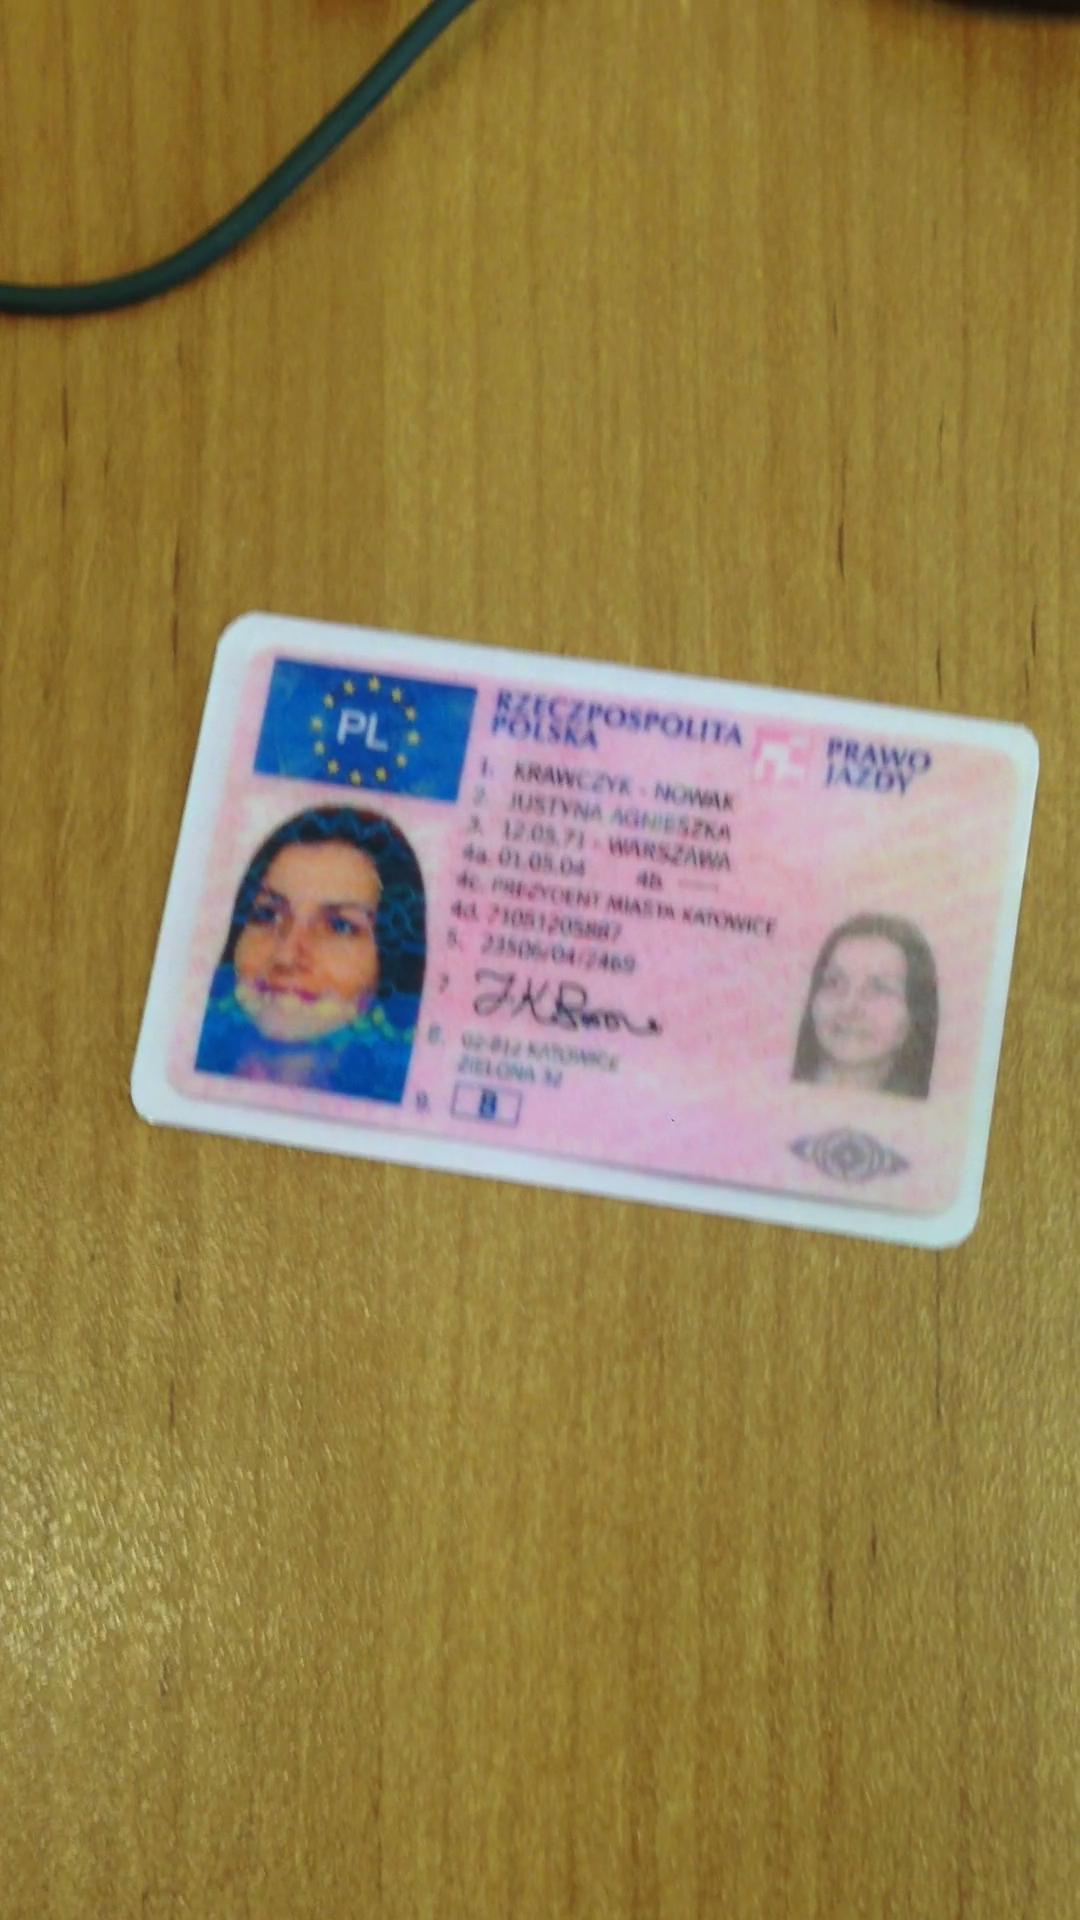 PL
RZECZPOSPOLITA
POLSKA
PRAWO
JAZDY
1. KRAWCZYK - NOWAK
2. JUSTYNA AGNIESZKA
3. 12.05.71 - WARSZAWA
4a. 01.05.04 4b. ——
4c. PREZYDENT MIASTA KATOWICE
4d. 71051205887
5. 23506/04/2469
7.
8. 02-812 KATOWICE
ZIELONA 32
9. B